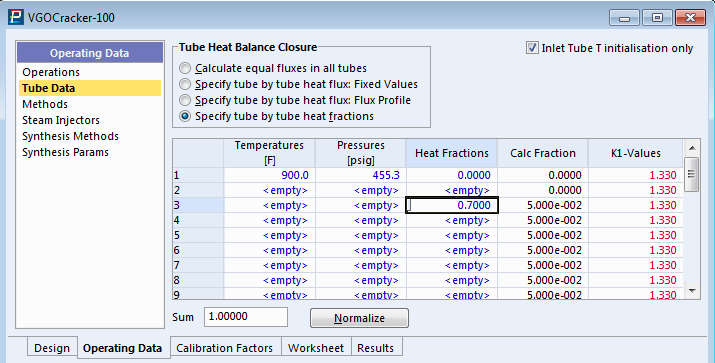 VGOCracker-100
Operating Data
Operations
Tube Data
Methods
Steam Injectors
Synthesis Methods
Synthesis Params
Tube Heat Balance Closure
Calculate equal fluxes in all tubes
Specify tube by tube heat flux: Fixed Values
Specify tube by tube heat flux: Flux Profile
Specify tube by tube heat fractions
Inlet Tube T initialisation only
Temperatures [F] Pressures [psig] Heat Fractions Calc Fraction K1-Values
1 900.0 455.3 0.0000 0.0000 1.330
2 <empty> <empty> <empty> 0.0000 1.330
3 <empty> <empty> 0.7000 5.000e-002 1.330
4 <empty> <empty> <empty> 5.000e-002 1.330
5 <empty> <empty> <empty> 5.000e-002 1.330
6 <empty> <empty> <empty> 5.000e-002 1.330
7 <empty> <empty> <empty> 5.000e-002 1.330
8 <empty> <empty> <empty> 5.000e-002 1.330
9 <empty> <empty> <empty> 5.000e-002 1.330
Sum 1.00000 Normalize
Design Operating Data Calibration Factors Worksheet Results